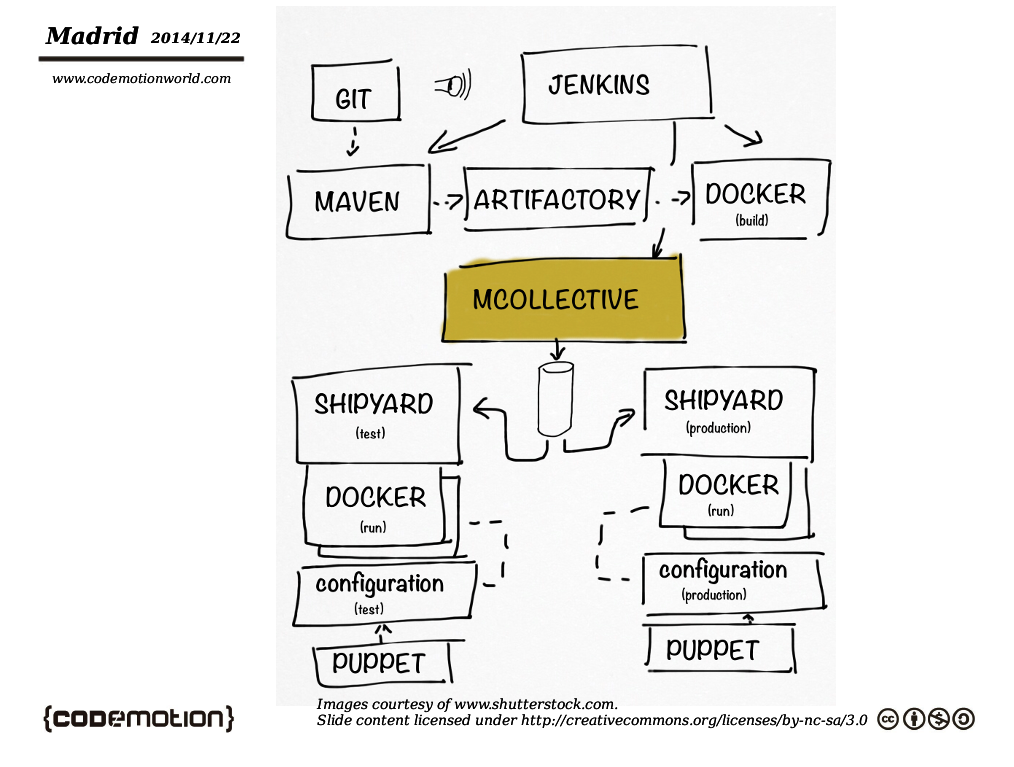 Madrid 2014/11/22
www.codemotionworld.com
GIT
JENKINS
MAVEN
ARTIFACTORY
DOCKER
(build)
MCOLLECTIVE
SHIPYARD
(test)
SHIPYARD
(production)
DOCKER
(run)
DOCKER
(run)
configuration
(test)
configuration
(production)
PUPPET
PUPPET
Images courtesy of www.shutterstock.com.
Slide content licensed under http://creativecommons.org/licenses/by-nc-sa/3.0
{CODEMOTION}
cc